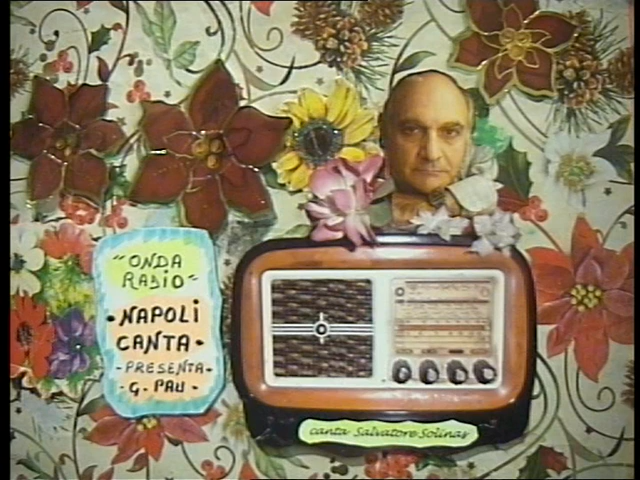 "ONDA
RADIO"
•NAPOLI
CANTA•
-PRESENTA-
-G. PAU-
canta Salvatore Solinas